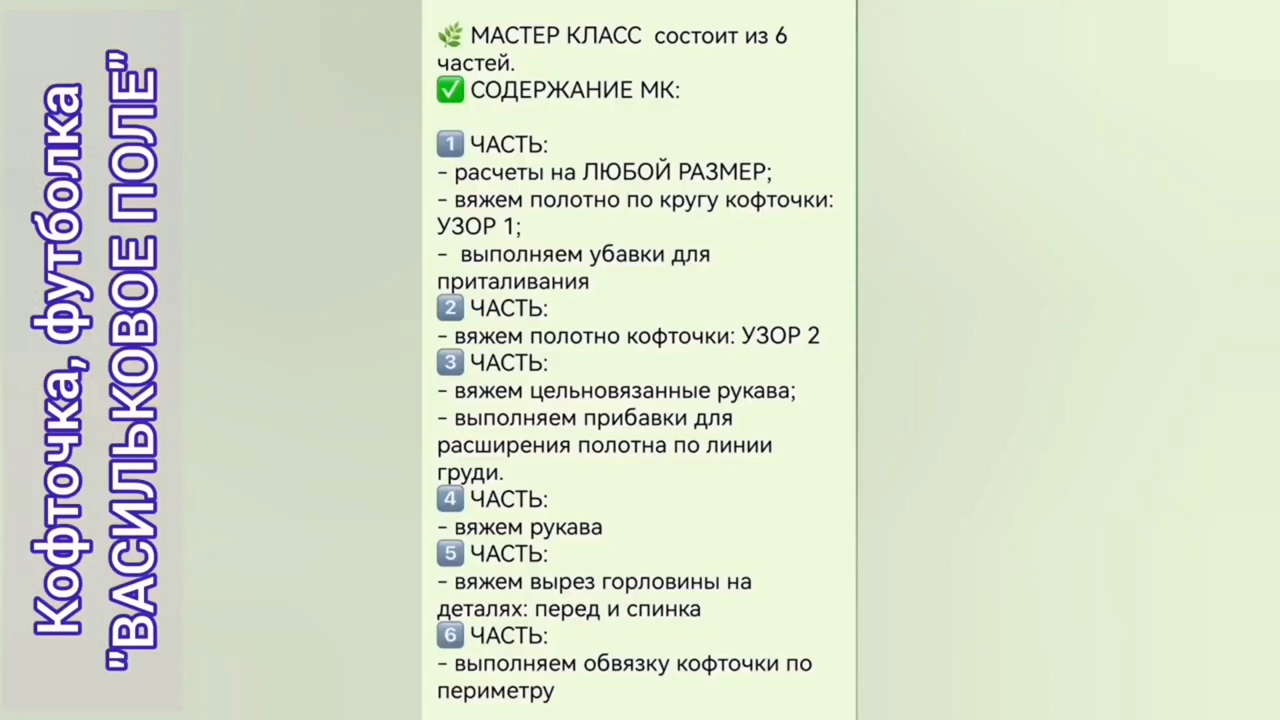 Кофточка, футболка
"ВАСИЛЬКОВОЕ ПОЛЕ"
🌿 МАСТЕР КЛАСС состоит из 6
частей.
✅ СОДЕРЖАНИЕ МК:
1️⃣ ЧАСТЬ:
- расчеты на ЛЮБОЙ РАЗМЕР;
- вяжем полотно по кругу кофточки:
УЗОР 1;
- выполняем убавки для
приталивания
2️⃣ ЧАСТЬ:
- вяжем полотно кофточки: УЗОР 2
3️⃣ ЧАСТЬ:
- вяжем цельновязанные рукава;
- выполняем прибавки для
расширения полотна по линии
груди.
4️⃣ ЧАСТЬ:
- вяжем рукава
5️⃣ ЧАСТЬ:
- вяжем вырез горловины на
деталях: перед и спинка
6️⃣ ЧАСТЬ:
- выполняем обвязку кофточки по
периметру